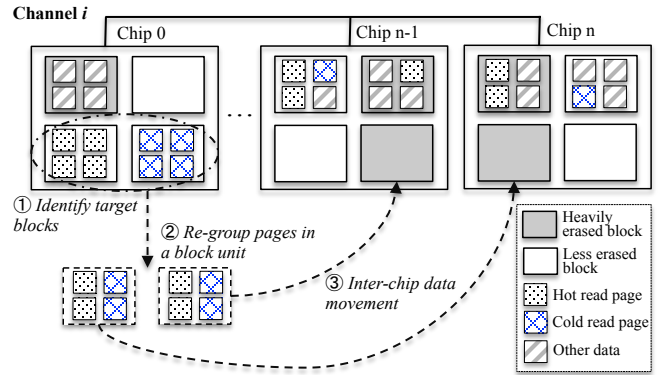 Channel i
Chip 0
Chip n-1
Chip n
...
① Identify target
blocks
② Re-group pages in
a block unit
③ Inter-chip data
movement
Heavily
erased block
Less erased
block
Hot read page
Cold read page
Other data